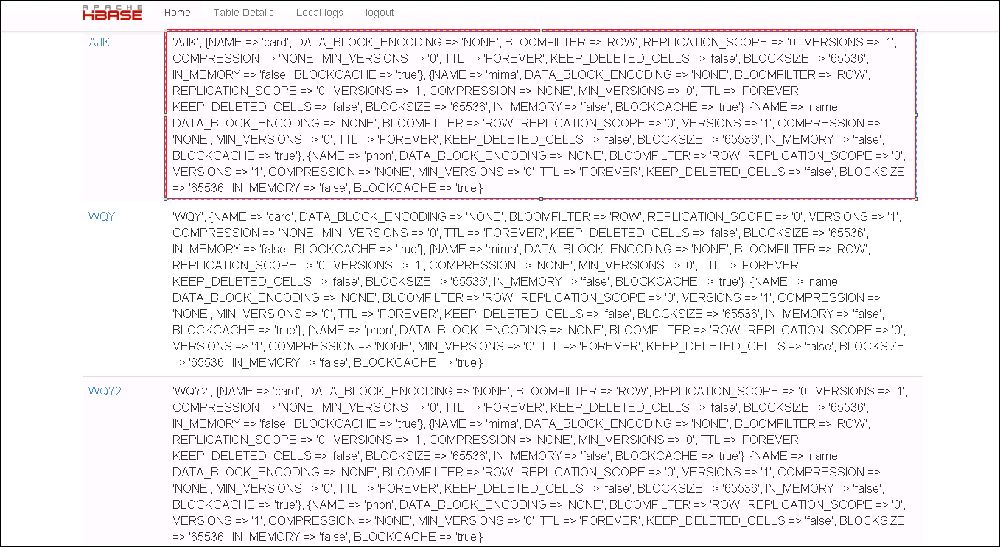 APACHE
HBASE
Home Table Details Local logs logout
AJK
'AJK', {NAME => 'card', DATA_BLOCK_ENCODING => 'NONE', BLOOMFILTER => 'ROW', REPLICATION_SCOPE => '0', VERSIONS => '1',
COMPRESSION => 'NONE', MIN_VERSIONS => '0', TTL => 'FOREVER', KEEP_DELETED_CELLS => 'false', BLOCKSIZE => '65536',
IN_MEMORY => 'false', BLOCKCACHE => 'true'}, {NAME => 'mima', DATA_BLOCK_ENCODING => 'NONE', BLOOMFILTER => 'ROW',
REPLICATION_SCOPE => '0', VERSIONS => '1', COMPRESSION => 'NONE', MIN_VERSIONS => '0', TTL => 'FOREVER',
KEEP_DELETED_CELLS => 'false', BLOCKSIZE => '65536', IN_MEMORY => 'false', BLOCKCACHE => 'true'}, {NAME => 'name',
DATA_BLOCK_ENCODING => 'NONE', BLOOMFILTER => 'ROW', REPLICATION_SCOPE => '0', VERSIONS => '1', COMPRESSION =>
'NONE', MIN_VERSIONS => '0', TTL => 'FOREVER', KEEP_DELETED_CELLS => 'false', BLOCKSIZE => '65536', IN_MEMORY => 'false',
BLOCKCACHE => 'true'}, {NAME => 'phon', DATA_BLOCK_ENCODING => 'NONE', BLOOMFILTER => 'ROW', REPLICATION_SCOPE => '0',
VERSIONS => '1', COMPRESSION => 'NONE', MIN_VERSIONS => '0', TTL => 'FOREVER', KEEP_DELETED_CELLS => 'false', BLOCKSIZE
=> '65536', IN_MEMORY => 'false', BLOCKCACHE => 'true'}
WQY
'WQY', {NAME => 'card', DATA_BLOCK_ENCODING => 'NONE', BLOOMFILTER => 'ROW', REPLICATION_SCOPE => '0', VERSIONS => '1',
COMPRESSION => 'NONE', MIN_VERSIONS => '0', TTL => 'FOREVER', KEEP_DELETED_CELLS => 'false', BLOCKSIZE => '65536',
IN_MEMORY => 'false', BLOCKCACHE => 'true'}, {NAME => 'mima', DATA_BLOCK_ENCODING => 'NONE', BLOOMFILTER => 'ROW',
REPLICATION_SCOPE => '0', VERSIONS => '1', COMPRESSION => 'NONE', MIN_VERSIONS => '0', TTL => 'FOREVER',
KEEP_DELETED_CELLS => 'false', BLOCKSIZE => '65536', IN_MEMORY => 'false', BLOCKCACHE => 'true'}, {NAME => 'name',
DATA_BLOCK_ENCODING => 'NONE', BLOOMFILTER => 'ROW', REPLICATION_SCOPE => '0', VERSIONS => '1', COMPRESSION =>
'NONE', MIN_VERSIONS => '0', TTL => 'FOREVER', KEEP_DELETED_CELLS => 'false', BLOCKSIZE => '65536', IN_MEMORY => 'false',
BLOCKCACHE => 'true'}, {NAME => 'phon', DATA_BLOCK_ENCODING => 'NONE', BLOOMFILTER => 'ROW', REPLICATION_SCOPE => '0',
VERSIONS => '1', COMPRESSION => 'NONE', MIN_VERSIONS => '0', TTL => 'FOREVER', KEEP_DELETED_CELLS => 'false', BLOCKSIZE
=> '65536', IN_MEMORY => 'false', BLOCKCACHE => 'true'}
WQY2
'WQY2', {NAME => 'card', DATA_BLOCK_ENCODING => 'NONE', BLOOMFILTER => 'ROW', REPLICATION_SCOPE => '0', VERSIONS => '1',
COMPRESSION => 'NONE', MIN_VERSIONS => '0', TTL => 'FOREVER', KEEP_DELETED_CELLS => 'false', BLOCKSIZE => '65536',
IN_MEMORY => 'false', BLOCKCACHE => 'true'}, {NAME => 'mima', DATA_BLOCK_ENCODING => 'NONE', BLOOMFILTER => 'ROW',
REPLICATION_SCOPE => '0', VERSIONS => '1', COMPRESSION => 'NONE', MIN_VERSIONS => '0', TTL => 'FOREVER',
KEEP_DELETED_CELLS => 'false', BLOCKSIZE => '65536', IN_MEMORY => 'false', BLOCKCACHE => 'true'}, {NAME => 'name',
DATA_BLOCK_ENCODING => 'NONE', BLOOMFILTER => 'ROW', REPLICATION_SCOPE => '0', VERSIONS => '1', COMPRESSION =>
'NONE', MIN_VERSIONS => '0', TTL => 'FOREVER', KEEP_DELETED_CELLS => 'false', BLOCKSIZE => '65536', IN_MEMORY => 'false',
BLOCKCACHE => 'true'}, {NAME => 'phon', DATA_BLOCK_ENCODING => 'NONE', BLOOMFILTER => 'ROW', REPLICATION_SCOPE => '0',
VERSIONS => '1', COMPRESSION => 'NONE', MIN_VERSIONS => '0', TTL => 'FOREVER', KEEP_DELETED_CELLS => 'false', BLOCKSIZE
=> '65536', IN_MEMORY => 'false', BLOCKCACHE => 'true'}